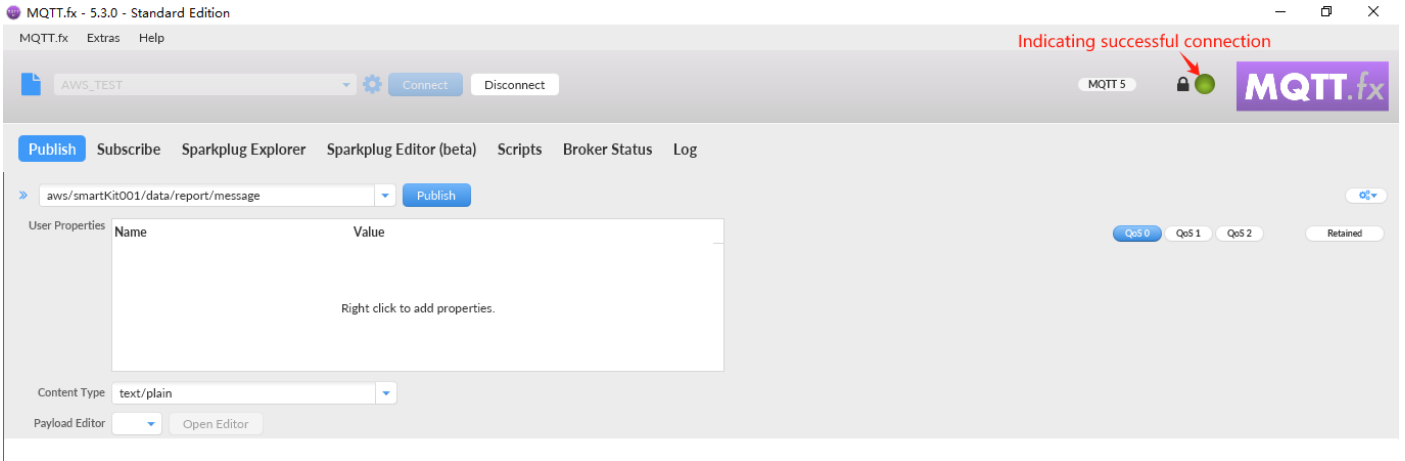 MQTT.fx - 5.3.0 - Standard Edition
MQTT.fx Extras Help
Indicating successful connection
AWS_TEST Connect Disconnect MQTT 5 MQTT.fx
Publish Subscribe Sparkplug Explorer Sparkplug Editor (beta) Scripts Broker Status Log
aws/smartKit001/data/report/message Publish
User Properties Name Value QoS 0 QoS 1 QoS 2 Retained
Right click to add properties.
Content Type text/plain
Payload Editor Open Editor